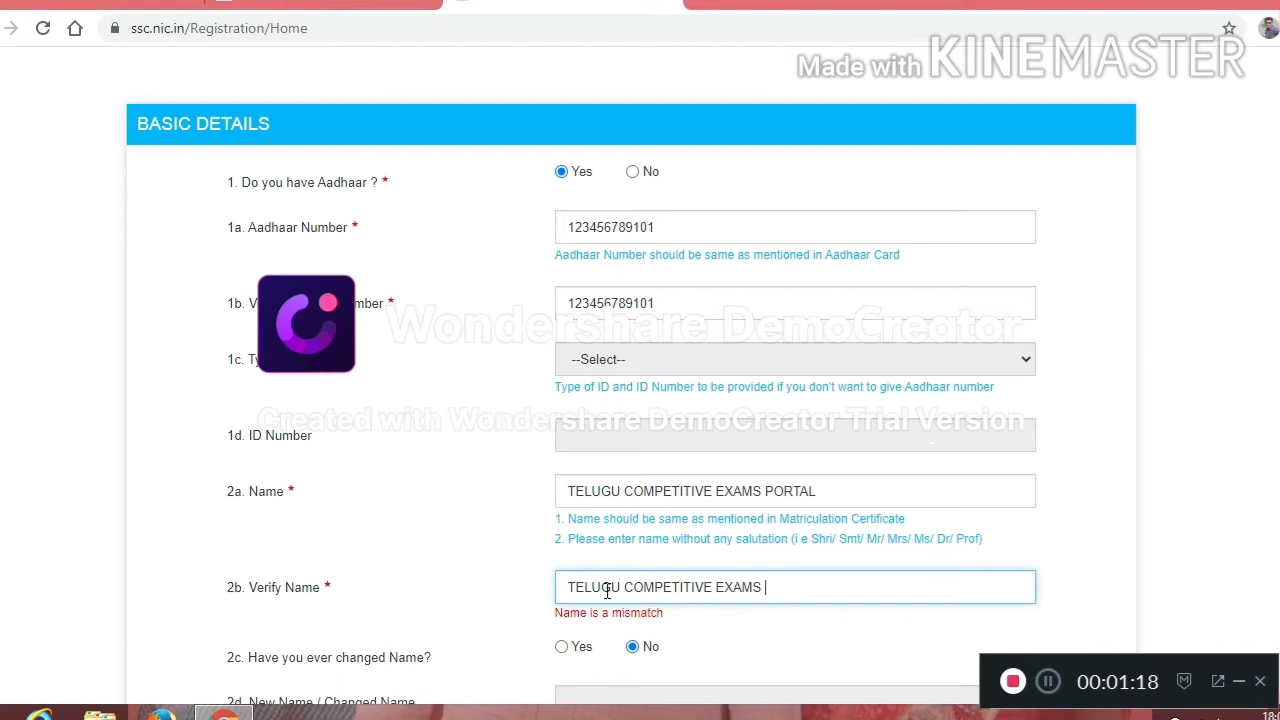 ssc.nic.in/Registration/Home
Made with KINEMASTER
BASIC DETAILS
1. Do you have Aadhaar ? *
Yes No
1a. Aadhaar Number *
123456789101
Aadhaar Number should be same as mentioned in Aadhaar Card
1b. V mber *
123456789101
Wondershare DemoCreator
1c. Ty
--Select--
Type of ID and ID Number to be provided if you don't want to give Aadhaar number
Created with Wondershare DemoCreator Trial Version
1d. ID Number
2a. Name *
TELUGU COMPETITIVE EXAMS PORTAL
1. Name should be same as mentioned in Matriculation Certificate
2. Please enter name without any salutation (i e Shri/ Smt/ Mr/ Mrs/ Ms/ Dr/ Prof)
2b. Verify Name *
TELUGU COMPETITIVE EXAMS
Name is a mismatch
2c. Have you ever changed Name?
Yes No
2d. New Name / Changed Name
00:01:18